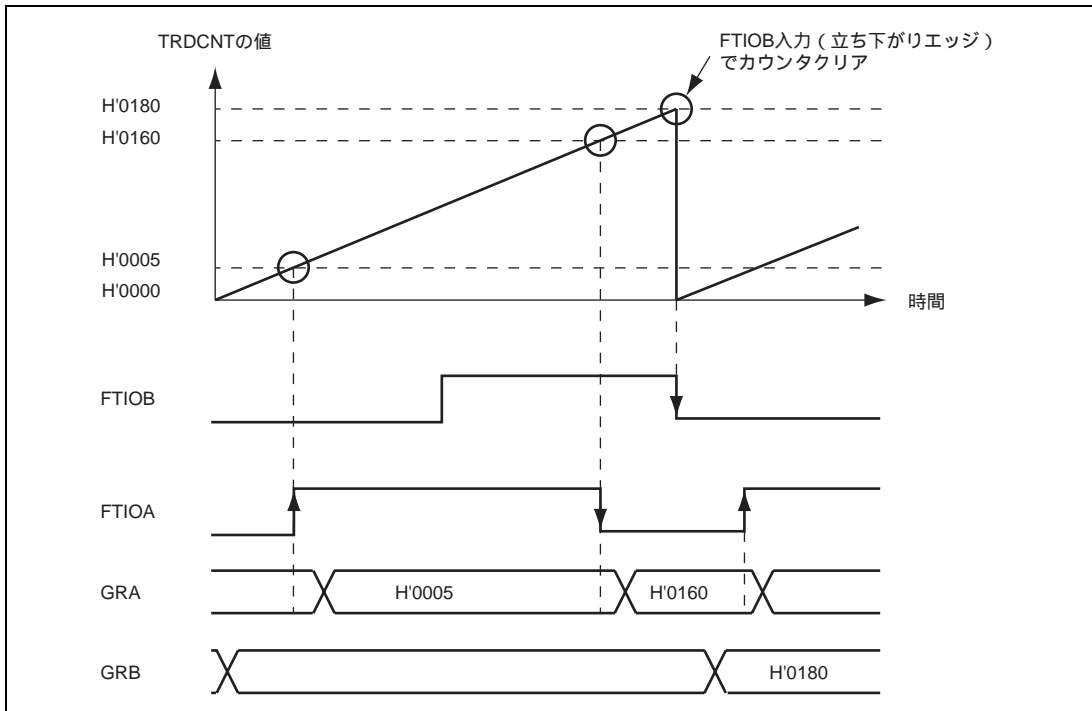 TRDCNTの値
FTIOB入力（立ち下がりエッジ）
でカウンタクリア
H'0180
H'0160
H'0005
H'0000
時間
FTIOB
FTIOA
GRA
H'0005
H'0160
GRB
H'0180